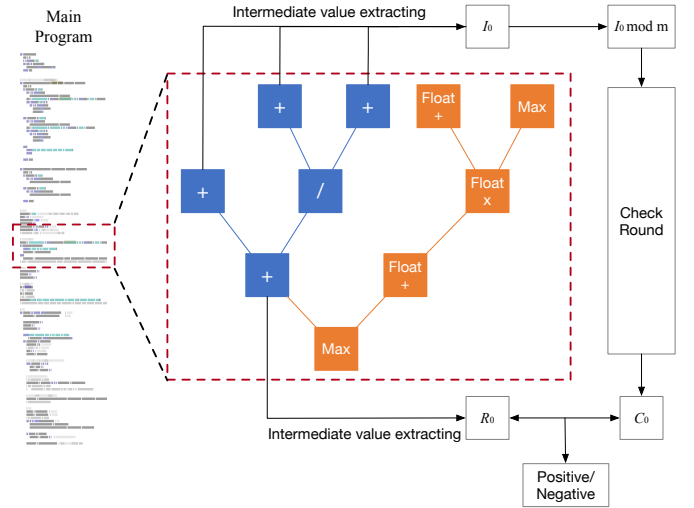 Main
Program
Intermediate value extracting
I₀
I₀ mod m
+
+
Float
+
Max
+
/
Float
x
Check
Round
+
Float
+
Max
Intermediate value extracting
R₀
C₀
Positive/
Negative